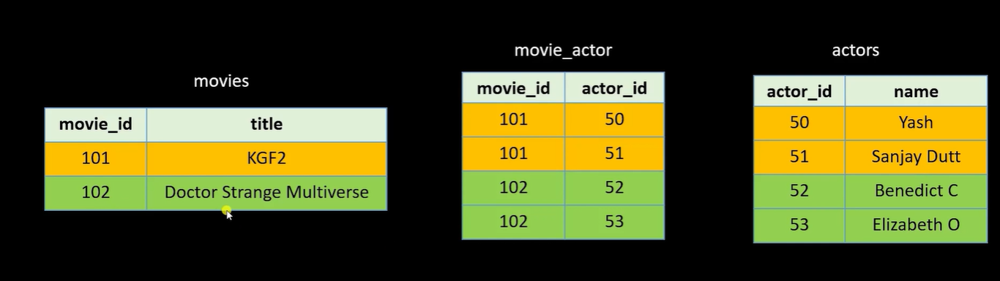 movies
movie_id title
101 KGF2
102 Doctor Strange Multiverse
movie_actor
movie_id actor_id
101 50
101 51
102 52
102 53
actors
actor_id name
50 Yash
51 Sanjay Dutt
52 Benedict C
53 Elizabeth O